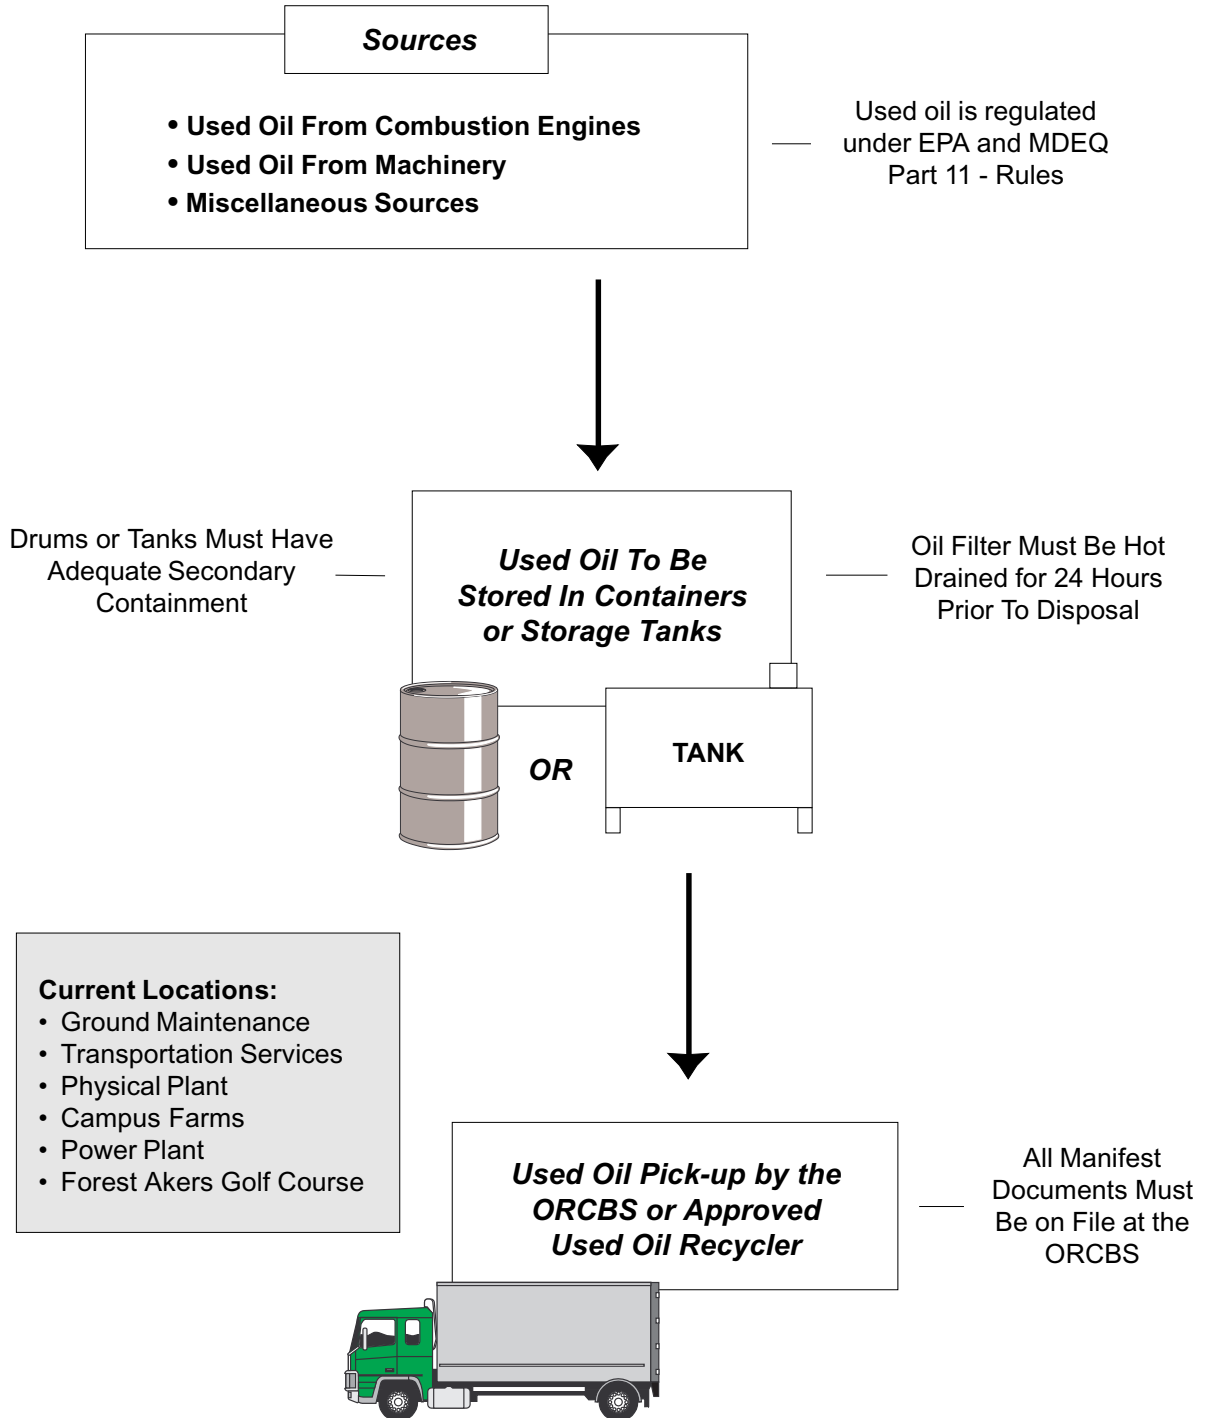 Sources
• Used Oil From Combustion Engines
• Used Oil From Machinery
• Miscellaneous Sources
Used oil is regulated
under EPA and MDEQ
Part 11 - Rules
Drums or Tanks Must Have
Adequate Secondary
Containment
Used Oil To Be
Stored In Containers
or Storage Tanks
Oil Filter Must Be Hot
Drained for 24 Hours
Prior To Disposal
OR
TANK
Current Locations:
• Ground Maintenance
• Transportation Services
• Physical Plant
• Campus Farms
• Power Plant
• Forest Akers Golf Course
Used Oil Pick-up by the
ORCBS or Approved
Used Oil Recycler
All Manifest
Documents Must
Be on File at the
ORCBS